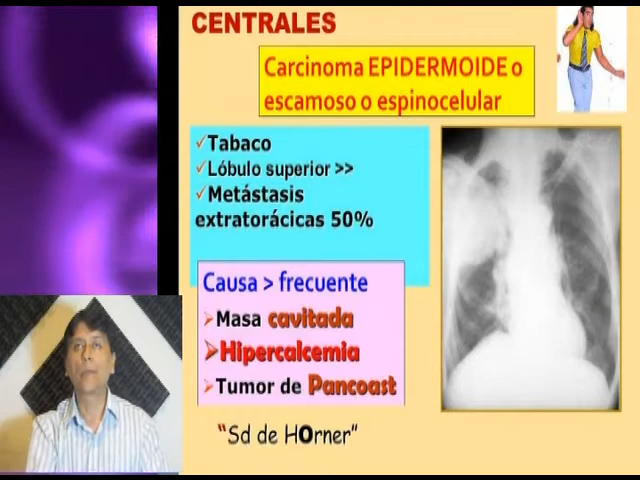 CENTRALES
Carcinoma EPIDERMOIDE o
escamoso o espinocelular
✓Tabaco
✓Lóbulo superior >>
✓Metástasis
extratorácicas 50%
Causa > frecuente
➢Masa cavitada
➢Hipercalcemia
➢Tumor de Pancoast
"Sd de HOrner"